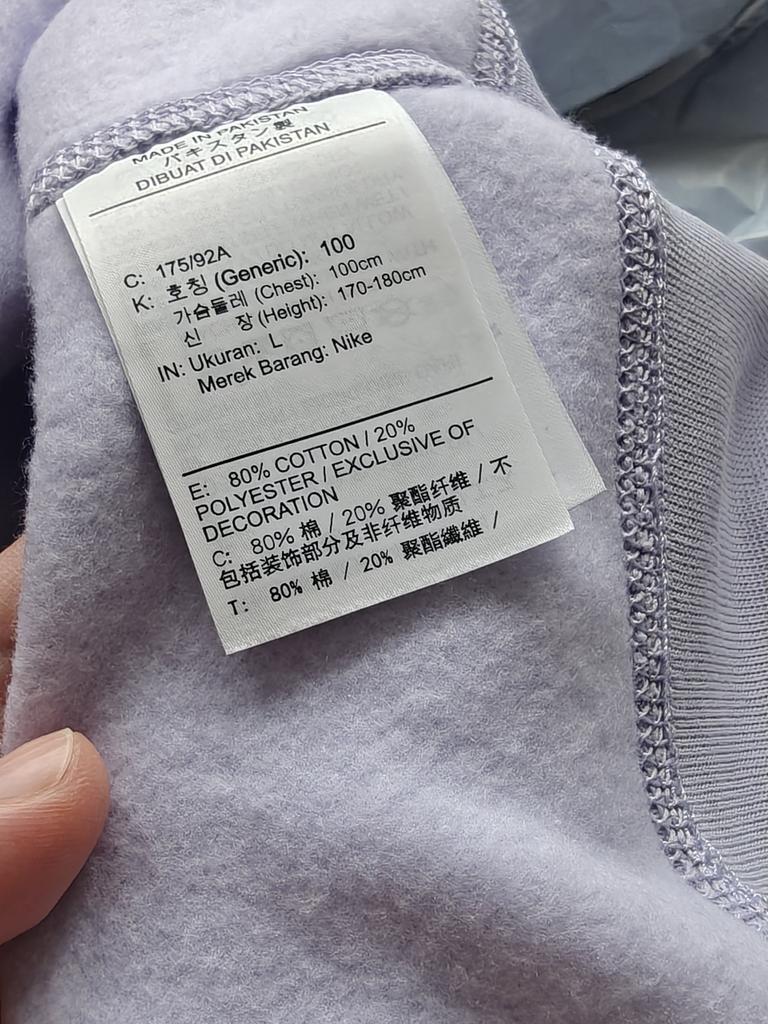 MADE IN PAKISTAN
パキスタン製
DIBUAT DI PAKISTAN
C: 175/92A
K: 호칭 (Generic): 100
가슴둘레 (Chest): 100cm
신 장 (Height): 170-180cm
IN: Ukuran: L
Merek Barang: Nike
E: 80% COTTON / 20%
POLYESTER / EXCLUSIVE OF
DECORATION
C: 80% 棉 / 20% 聚酯纤维 / 不
包括装饰部分及非纤维物质
T: 80% 棉 / 20% 聚酯纖維 /